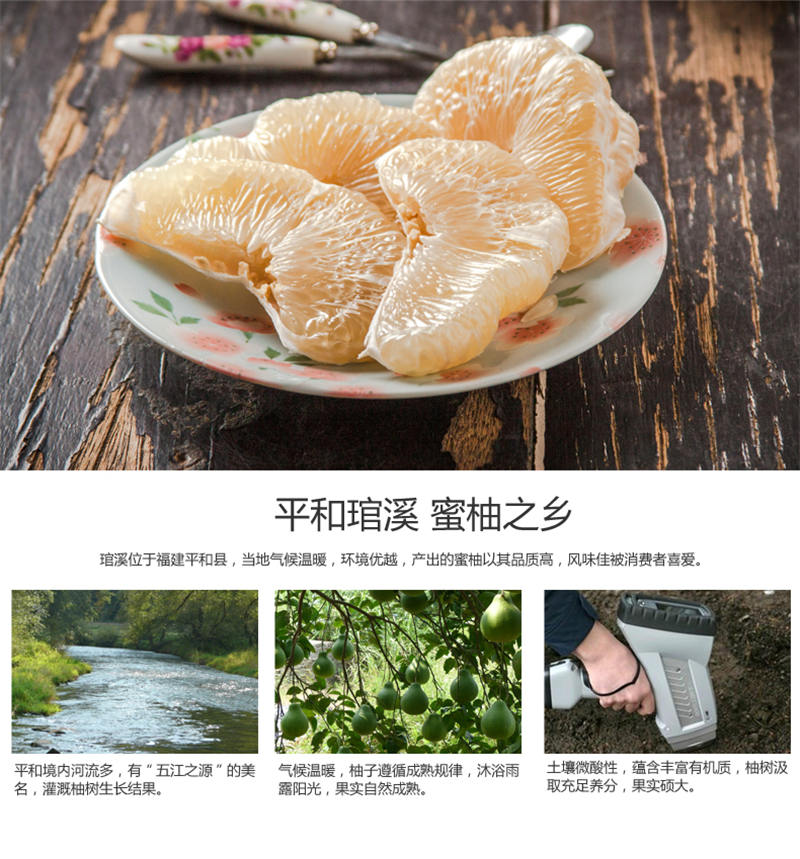 平和琯溪 蜜柚之乡
琯溪位于福建平和县，当地气候温暖，环境优越，产出的蜜柚以其品质高，风味佳被消费者喜爱。
平和境内河流多，有“五江之源”的美
名，灌溉柚树生长结果。
气候温暖，柚子遵循成熟规律，沐浴雨
露阳光，果实自然成熟。
土壤微酸性，蕴含丰富有机质，柚树汲
取充足养分，果实硕大。